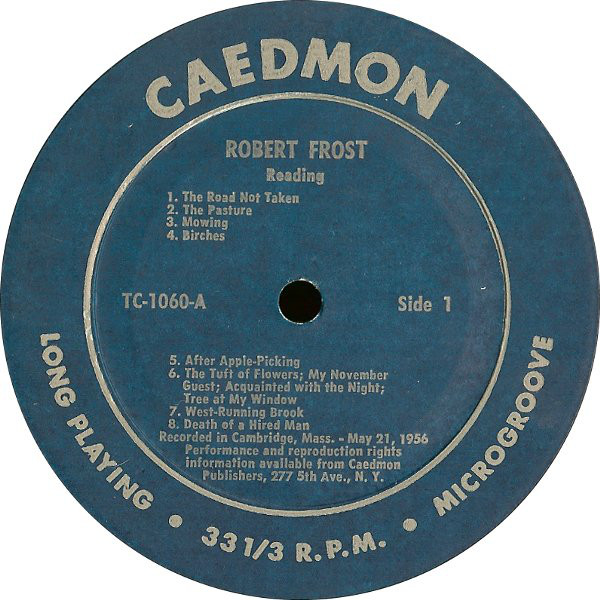 CAEDMON
ROBERT FROST
Reading
1. The Road Not Taken
2. The Pasture
3. Mowing
4. Birches
TC-1060-A
Side 1
5. After Apple-Picking
6. The Tuft of Flowers; My November
Guest; Acquainted with the Night;
Tree at My Window
7. West-Running Brook
8. Death of a Hired Man
Recorded in Cambridge, Mass. - May 21, 1956
Performance and reproduction rights
information available from Caedmon
Publishers, 277 5th Ave., N. Y.
LONG PLAYING • 33 1/3 R.P.M. • MICROGROOVE